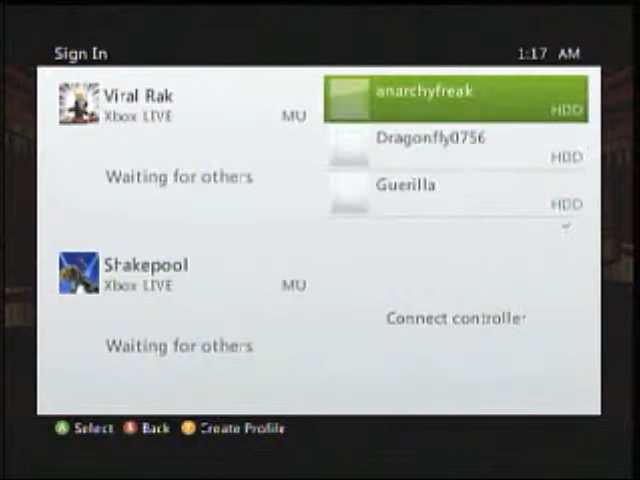 Sign In
1:17 AM
Viral Rak
Xbox LIVE
MU
Waiting for others
anarchyfreak
HDD
Dragonfly0756
HDD
Guerilla
HDD
Shakepool
Xbox LIVE
MU
Waiting for others
Connect controller
A Select B Back Y Create Profile